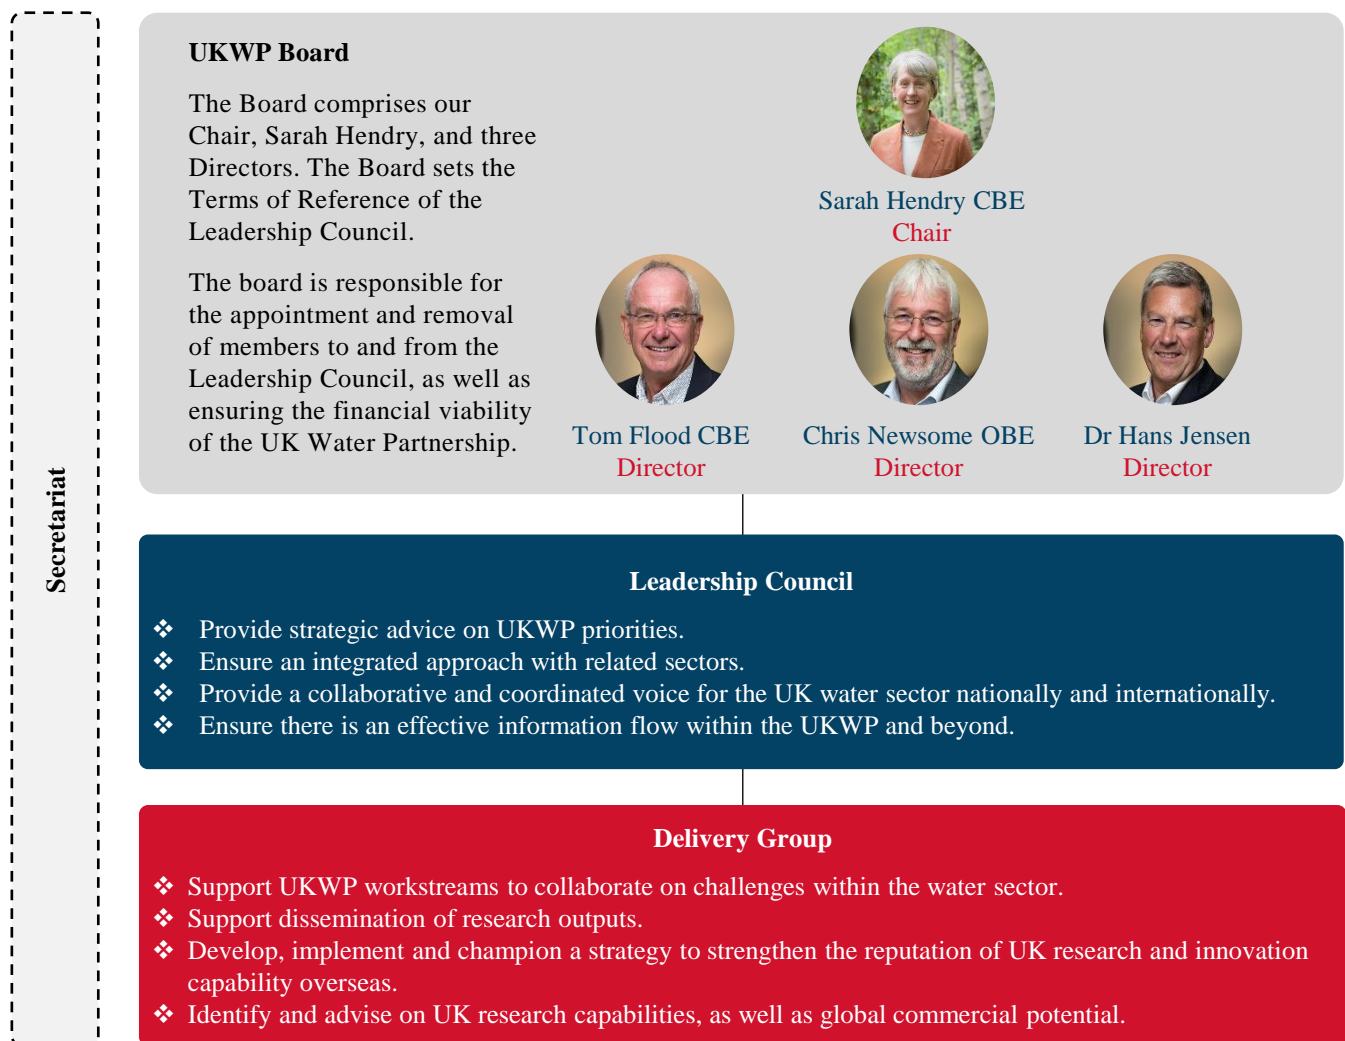 Secretariat
UKWP Board
The Board comprises our
Chair, Sarah Hendry, and three
Directors. The Board sets the
Terms of Reference of the
Leadership Council.
The board is responsible for
the appointment and removal
of members to and from the
Leadership Council, as well as
ensuring the financial viability
of the UK Water Partnership.
Sarah Hendry CBE
Chair
Tom Flood CBE
Director
Chris Newsome OBE
Director
Dr Hans Jensen
Director
Leadership Council
❖ Provide strategic advice on UKWP priorities.
❖ Ensure an integrated approach with related sectors.
❖ Provide a collaborative and coordinated voice for the UK water sector nationally and internationally.
❖ Ensure there is an effective information flow within the UKWP and beyond.
Delivery Group
❖ Support UKWP workstreams to collaborate on challenges within the water sector.
❖ Support dissemination of research outputs.
❖ Develop, implement and champion a strategy to strengthen the reputation of UK research and innovation
capability overseas.
❖ Identify and advise on UK research capabilities, as well as global commercial potential.